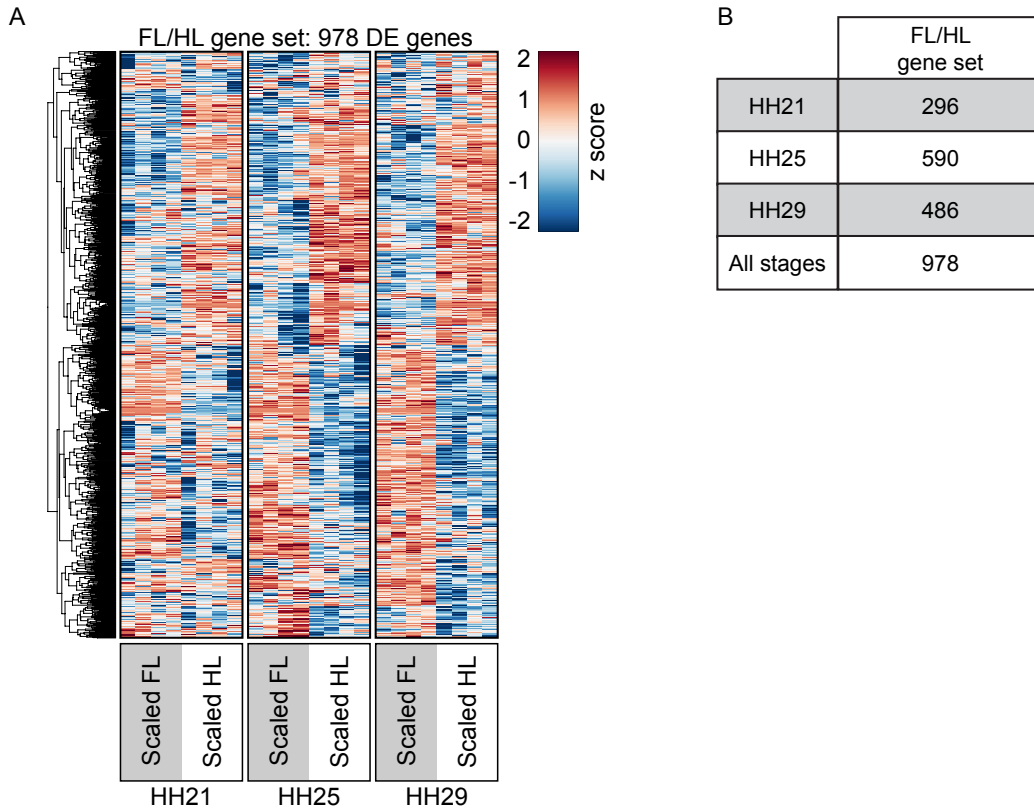 A
FL/HL gene set: 978 DE genes
2
1
0
-1
-2
z score
Scaled FL
Scaled HL
Scaled FL
Scaled HL
Scaled FL
Scaled HL
HH21
HH25
HH29
B
FL/HL
gene set
HH21 296
HH25 590
HH29 486
All stages 978